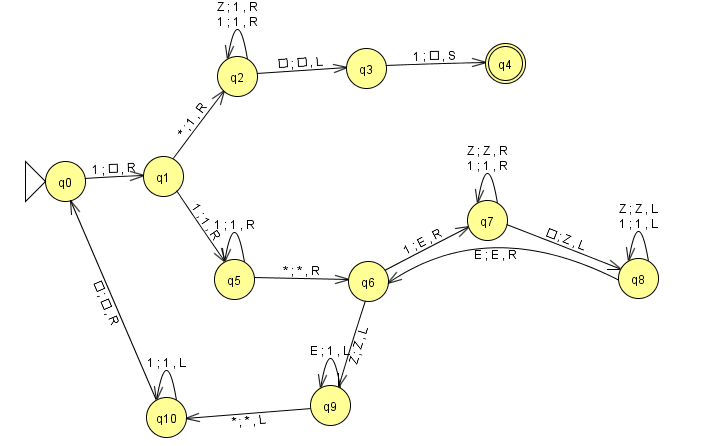 Z ; 1 , R
1 ; 1 , R
q2
□ ; □ , L
q3
1 ; □ , S
q4
* ; 1 , R
q0
1 ; □ , R
q1
1 ; 1 , R
1 ; 1 , R
q5
* ; * , R
q6
1 ; E , R
Z ; Z , R
1 ; 1 , R
q7
□ ; Z , L
E ; E , R
Z ; Z , L
1 ; 1 , L
q8
Z ; Z , L
E ; 1 , L
q9
* ; * , L
1 ; 1 , L
q10
□ ; □ , R